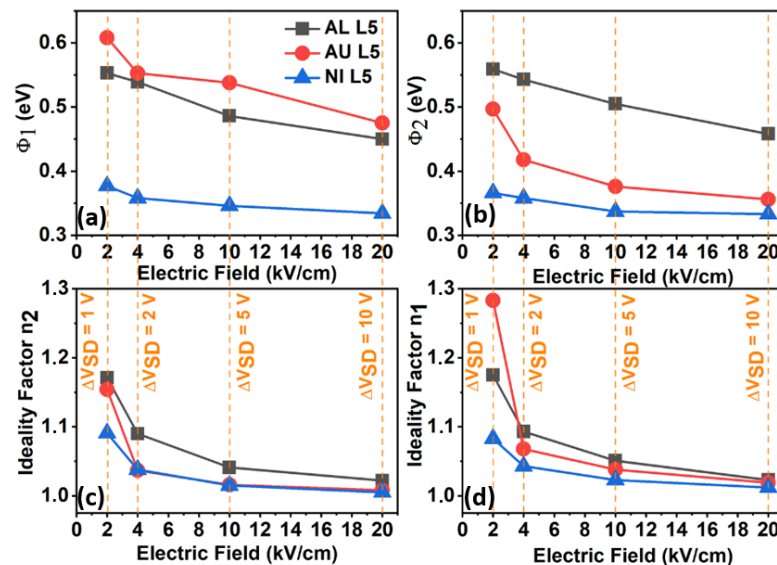 AL L5
AU L5
NI L5
0.6
0.5
0.4
0.3
Φ1 (eV)
(a)
0 2 4 6 8 10 12 14 16 18 20
Electric Field (kV/cm)
0.6
0.5
0.4
0.3
Φ2 (eV)
(b)
0 2 4 6 8 10 12 14 16 18 20
Electric Field (kV/cm)
1.3
1.2
1.1
1.0
Ideality Factor n2
ΔVSD = 1 V
ΔVSD = 2 V
ΔVSD = 5 V
ΔVSD = 10 V
(c)
0 2 4 6 8 10 12 14 16 18 20
Electric Field (kV/cm)
1.3
1.2
1.1
1.0
Ideality Factor n1
ΔVSD = 1 V
ΔVSD = 2 V
ΔVSD = 5 V
ΔVSD = 10 V
(d)
0 2 4 6 8 10 12 14 16 18 20
Electric Field (kV/cm)